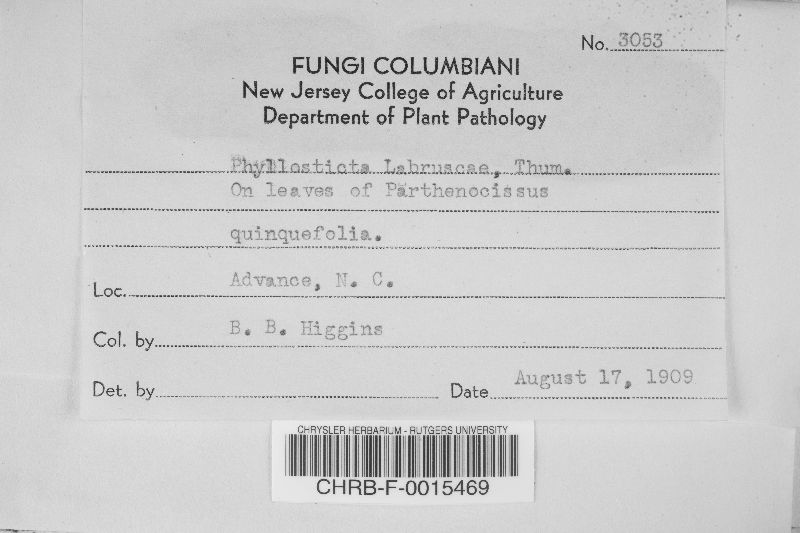 No. 3053
FUNGI COLUMBIANI
New Jersey College of Agriculture
Department of Plant Pathology
Phyllosticta Labruscae, Thum.
On leaves of Parthenocissus
quinquefolia.
Loc. Advance, N. C.
Col. by B. B. Higgins
Det. by
Date August 17, 1909
CHRYSLER HERBARIUM - RUTGERS UNIVERSITY
CHRB-F-0015469